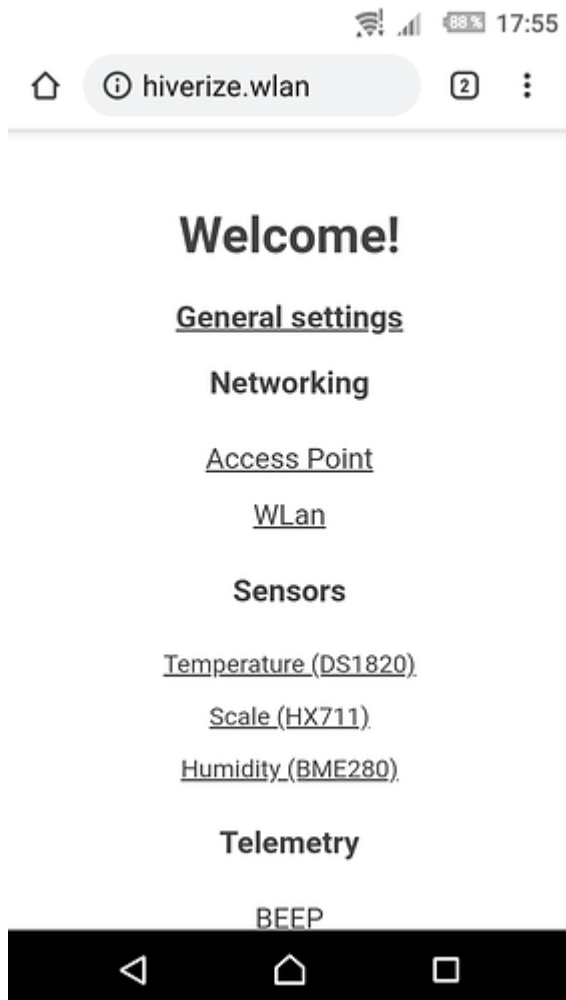 88 % 17:55
hiverize.wlan 2
Welcome!
General settings
Networking
Access Point
WLan
Sensors
Temperature (DS1820)
Scale (HX711)
Humidity (BME280)
Telemetry
BEEP